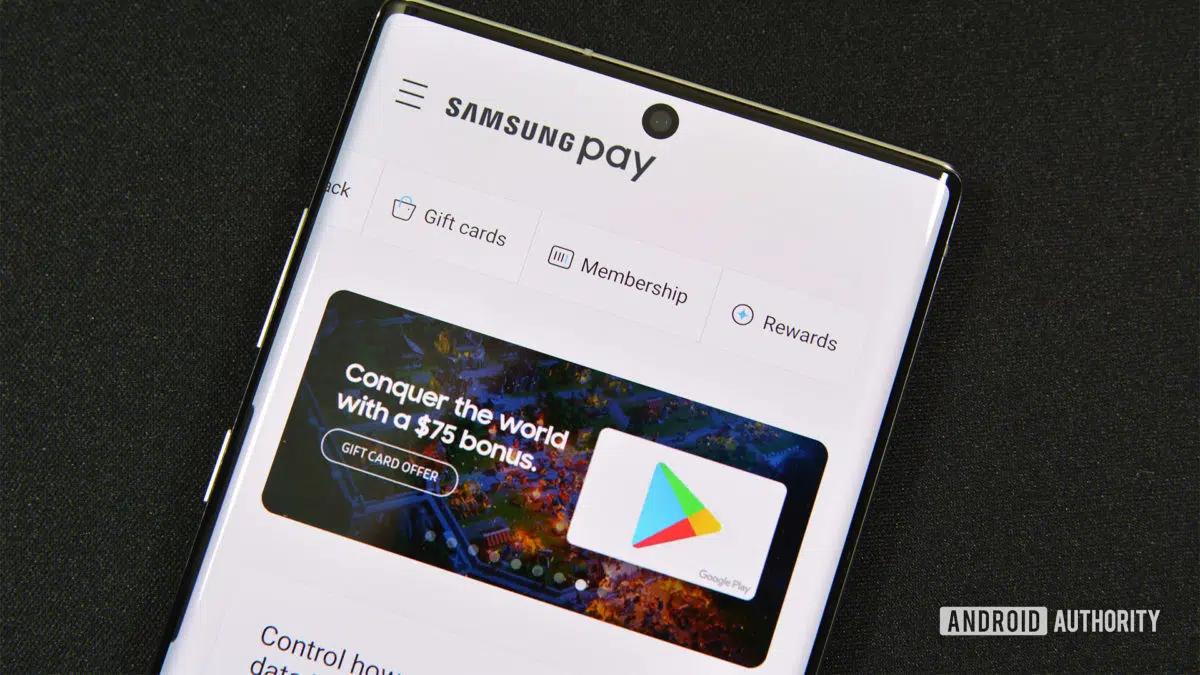 SAMSUNG pay
ack
Gift cards
Membership
Rewards
Conquer the world
with a $75 bonus.
GIFT CARD OFFER
Google Play
Control how
data
ANDROID AUTHORITY